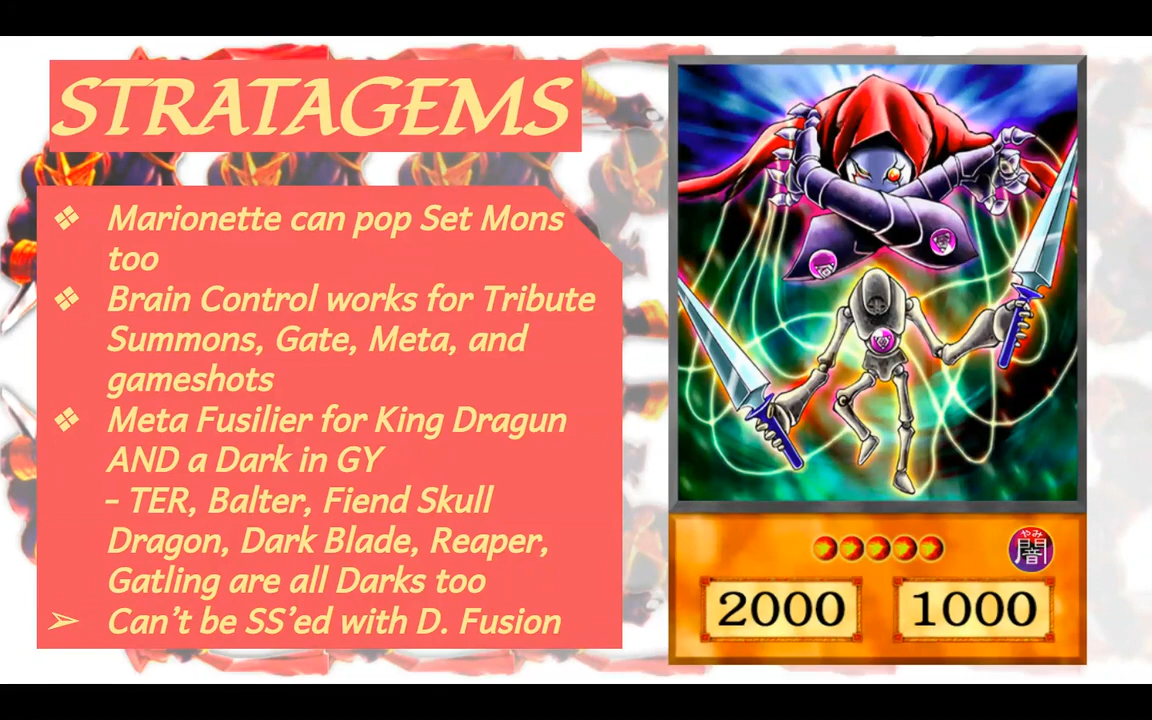 STRATAGEMS
❖ Marionette can pop Set Mons
too
❖ Brain Control works for Tribute
Summons, Gate, Meta, and
gameshots
❖ Meta Fusilier for King Dragun
AND a Dark in GY
- TER, Balter, Fiend Skull
Dragon, Dark Blade, Reaper,
Gatling are all Darks too
➢ Can't be SS'ed with D. Fusion
やみ
闇
2000 1000